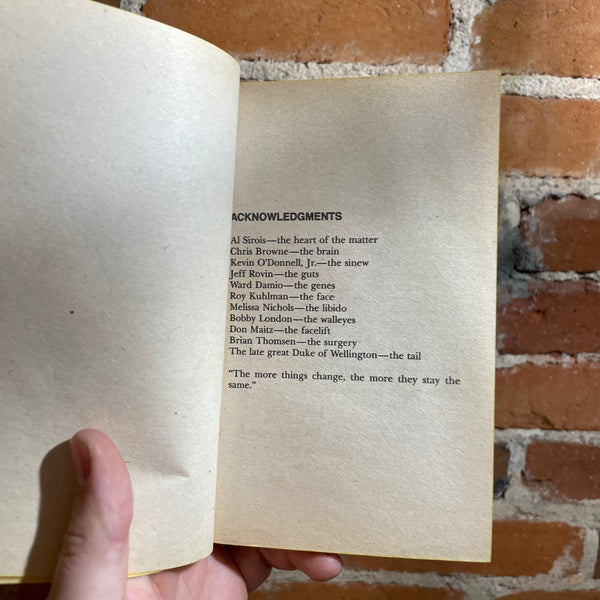 ACKNOWLEDGMENTS
Al Sirois—the heart of the matter
Chris Browne—the brain
Kevin O'Donnell, Jr.—the sinew
Jeff Rovin—the guts
Ward Damio—the genes
Roy Kuhlman—the face
Melissa Nichols—the libido
Bobby London—the walleyes
Don Maitz—the facelift
Brian Thomsen—the surgery
The late great Duke of Wellington—the tail
“The more things change, the more they stay the
same.”